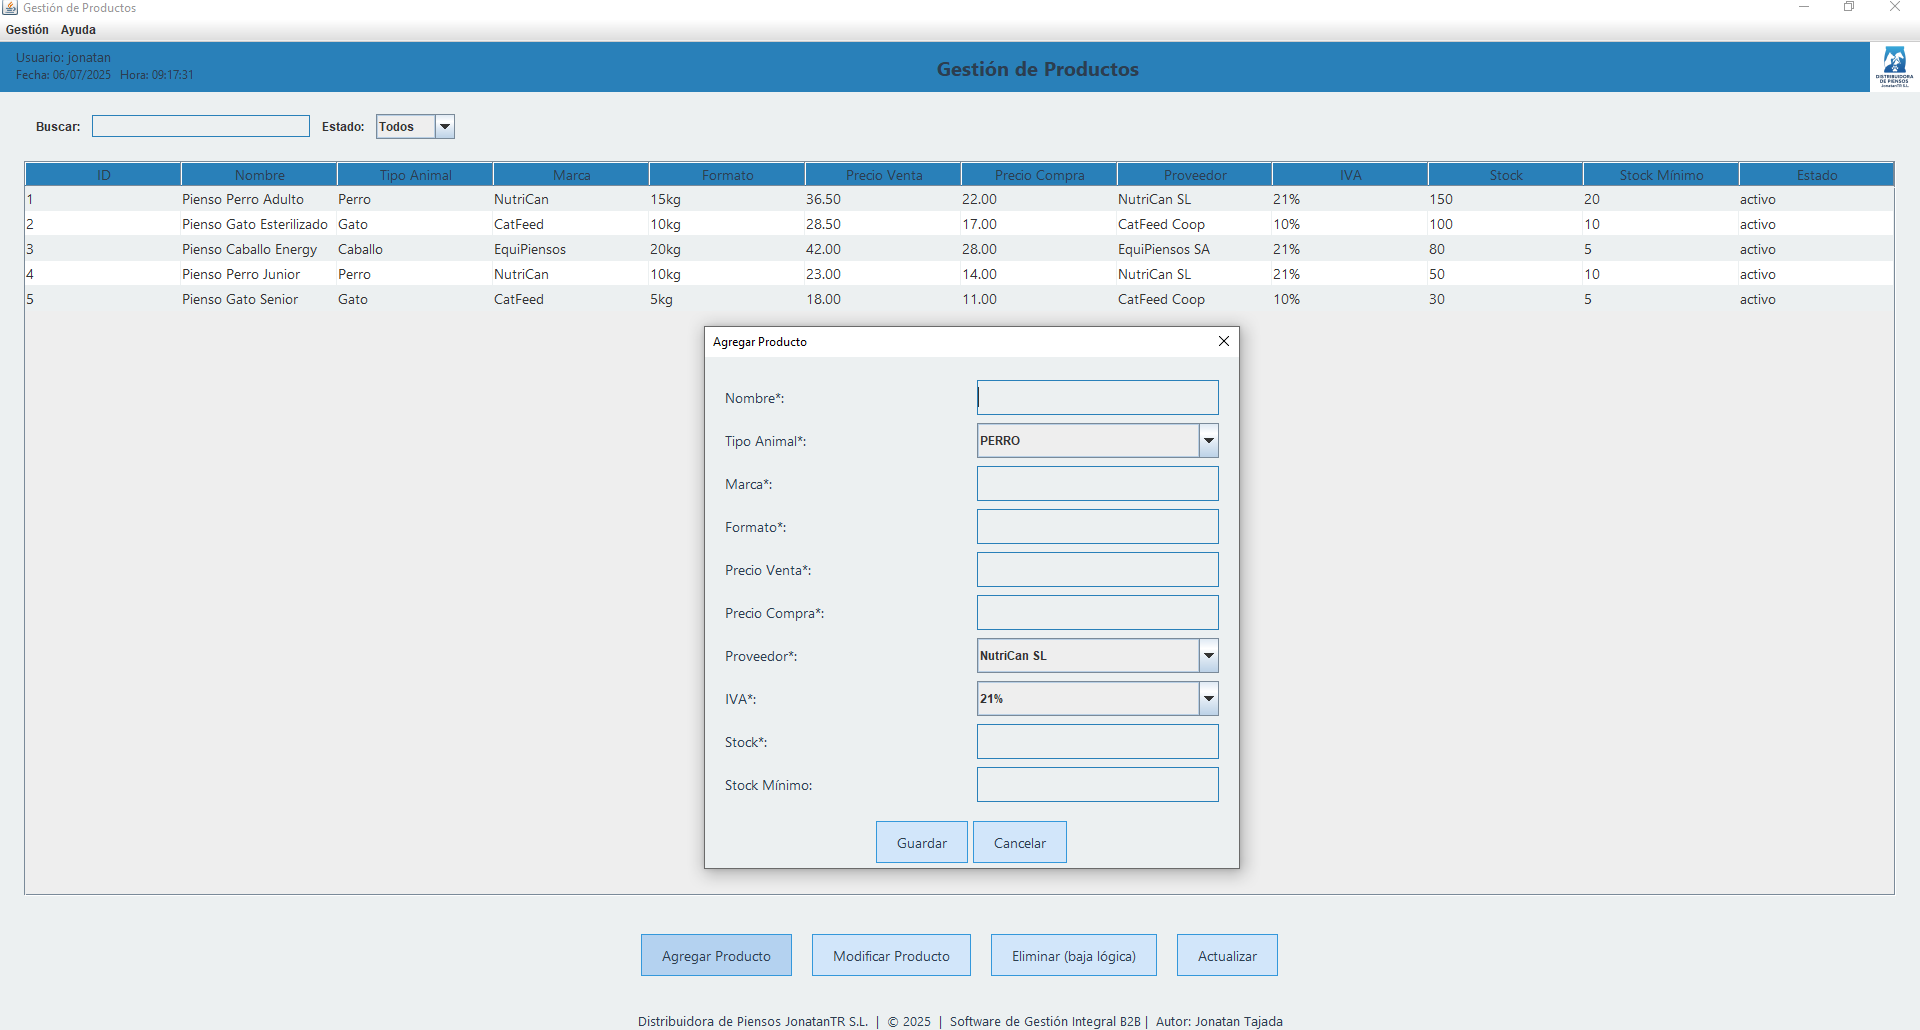 Gestión de Productos
Gestión Ayuda
Usuario: jonatan
Fecha: 06/07/2025 Hora: 09:17:31
Gestión de Productos
DISTRIBUIDORA
DE PIENSOS
JonatanTR S.L.
Buscar: Estado: Todos
ID Nombre Tipo Animal Marca Formato Precio Venta Precio Compra Proveedor IVA Stock Stock Mínimo Estado
1 Pienso Perro Adulto Perro NutriCan 15kg 36.50 22.00 NutriCan SL 21% 150 20 activo
2 Pienso Gato Esterilizado Gato CatFeed 10kg 28.50 17.00 CatFeed Coop 10% 100 10 activo
3 Pienso Caballo Energy Caballo EquiPiensos 20kg 42.00 28.00 EquiPiensos SA 21% 80 5 activo
4 Pienso Perro Junior Perro NutriCan 10kg 23.00 14.00 NutriCan SL 21% 50 10 activo
5 Pienso Gato Senior Gato CatFeed 5kg 18.00 11.00 CatFeed Coop 10% 30 5 activo
Agregar Producto
Nombre*:
Tipo Animal*: PERRO
Marca*:
Formato*:
Precio Venta*:
Precio Compra*:
Proveedor*: NutriCan SL
IVA*: 21%
Stock*:
Stock Mínimo:
Guardar Cancelar
Agregar Producto Modificar Producto Eliminar (baja lógica) Actualizar
Distribuidora de Piensos JonatanTR S.L. | © 2025 | Software de Gestión Integral B2B | Autor: Jonatan Tajada